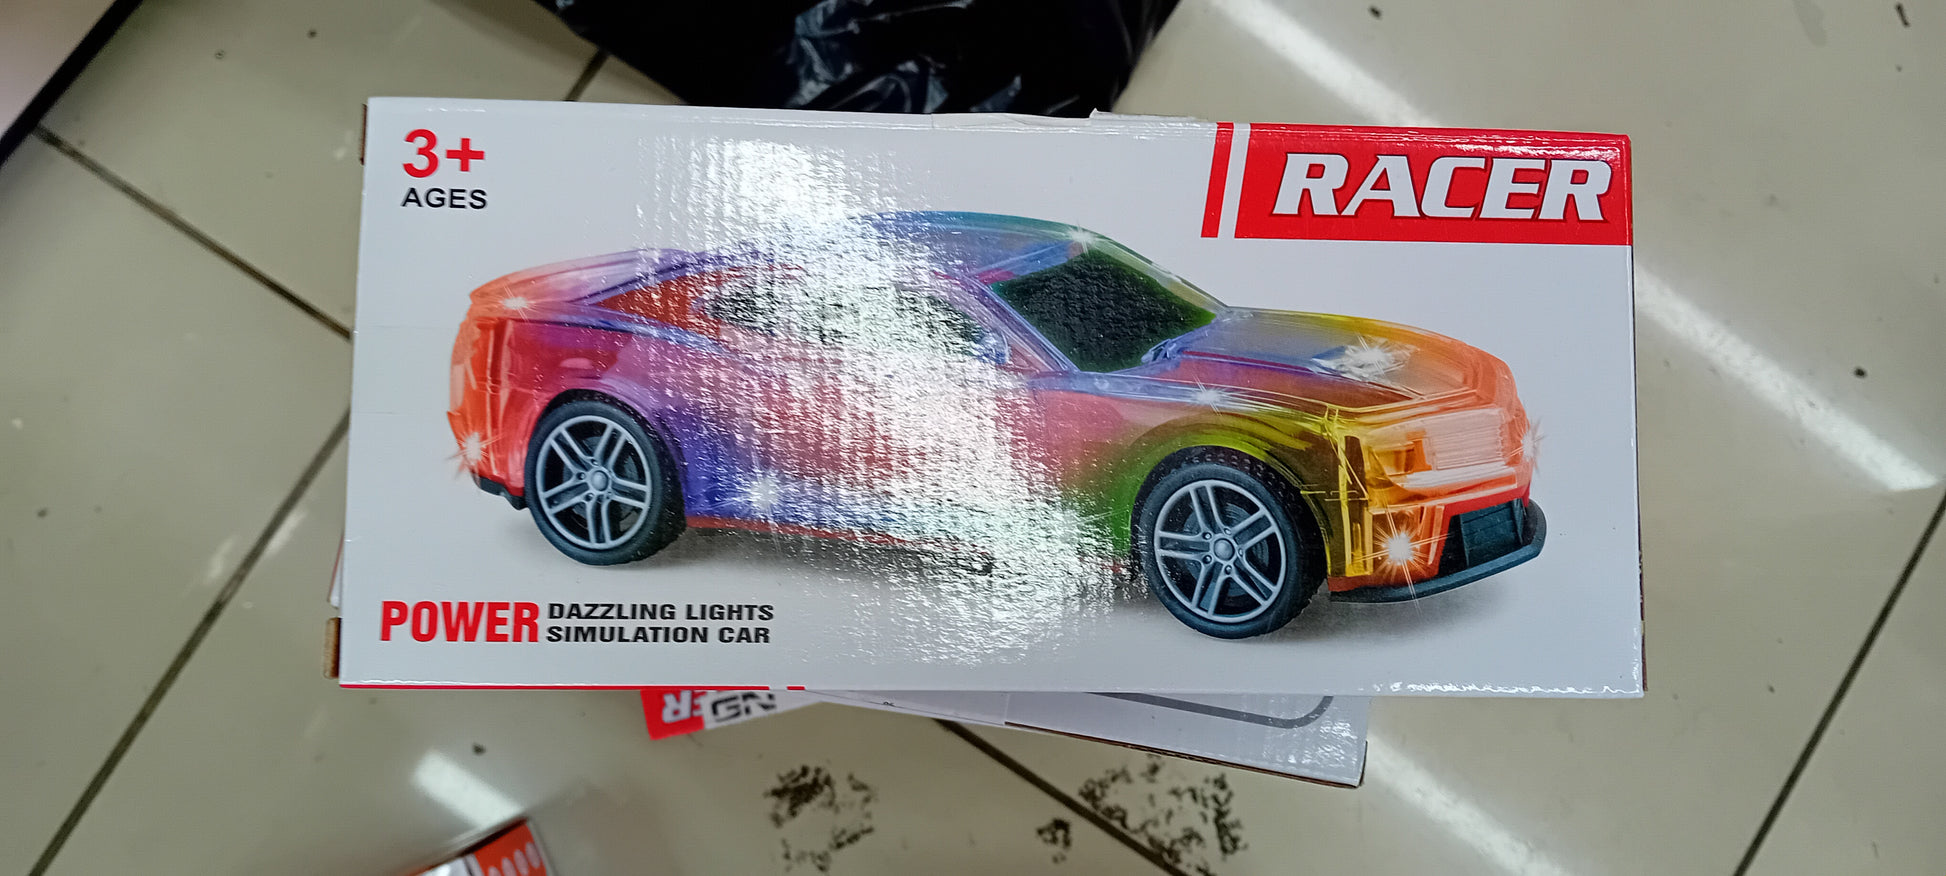 3+
AGES
RACER
POWER
DAZZLING LIGHTS
SIMULATION CAR